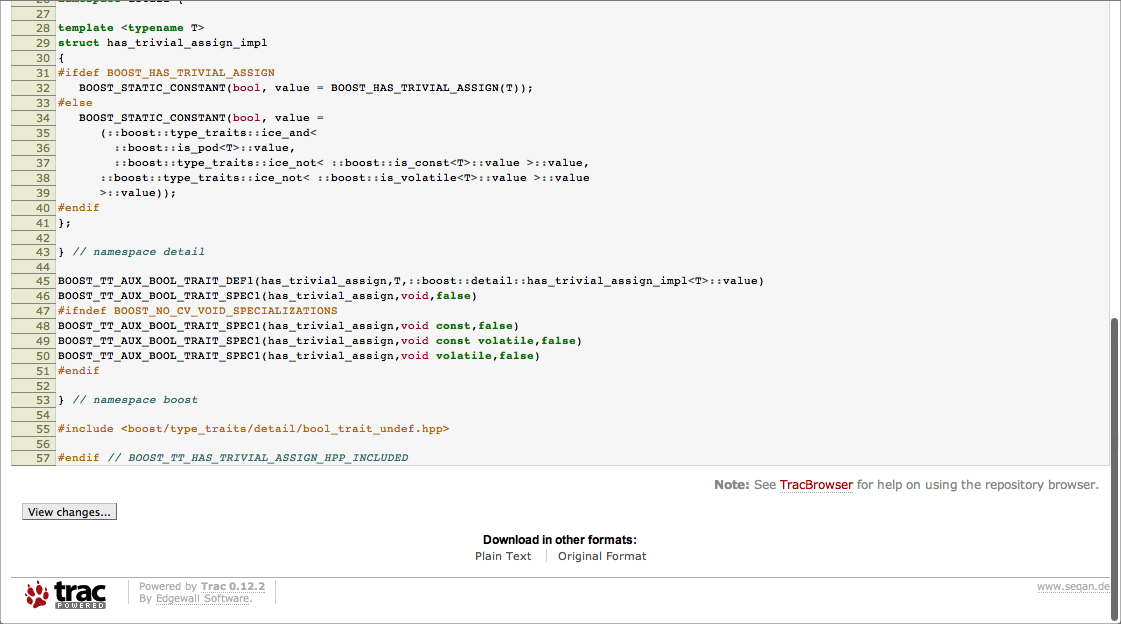 26 namespace detail {
27
28 template <typename T>
29 struct has_trivial_assign_impl
30 {
31 #ifdef BOOST_HAS_TRIVIAL_ASSIGN
32    BOOST_STATIC_CONSTANT(bool, value = BOOST_HAS_TRIVIAL_ASSIGN(T));
33 #else
34    BOOST_STATIC_CONSTANT(bool, value =
35       (::boost::type_traits::ice_and<
36         ::boost::is_pod<T>::value,
37         ::boost::type_traits::ice_not< ::boost::is_const<T>::value >::value,
38       ::boost::type_traits::ice_not< ::boost::is_volatile<T>::value >::value
39       >::value));
40 #endif
41 };
42
43 } // namespace detail
44
45 BOOST_TT_AUX_BOOL_TRAIT_DEF1(has_trivial_assign,T,::boost::detail::has_trivial_assign_impl<T>::value)
46 BOOST_TT_AUX_BOOL_TRAIT_SPEC1(has_trivial_assign,void,false)
47 #ifndef BOOST_NO_CV_VOID_SPECIALIZATIONS
48 BOOST_TT_AUX_BOOL_TRAIT_SPEC1(has_trivial_assign,void const,false)
49 BOOST_TT_AUX_BOOL_TRAIT_SPEC1(has_trivial_assign,void const volatile,false)
50 BOOST_TT_AUX_BOOL_TRAIT_SPEC1(has_trivial_assign,void volatile,false)
51 #endif
52
53 } // namespace boost
54
55 #include <boost/type_traits/detail/bool_trait_undef.hpp>
56
57 #endif // BOOST_TT_HAS_TRIVIAL_ASSIGN_HPP_INCLUDED
Note: See TracBrowser for help on using the repository browser.
View changes...
Download in other formats:
Plain Text
Original Format
trac
POWERED
Powered by Trac 0.12.2
By Edgewall Software.
www.seqan.de